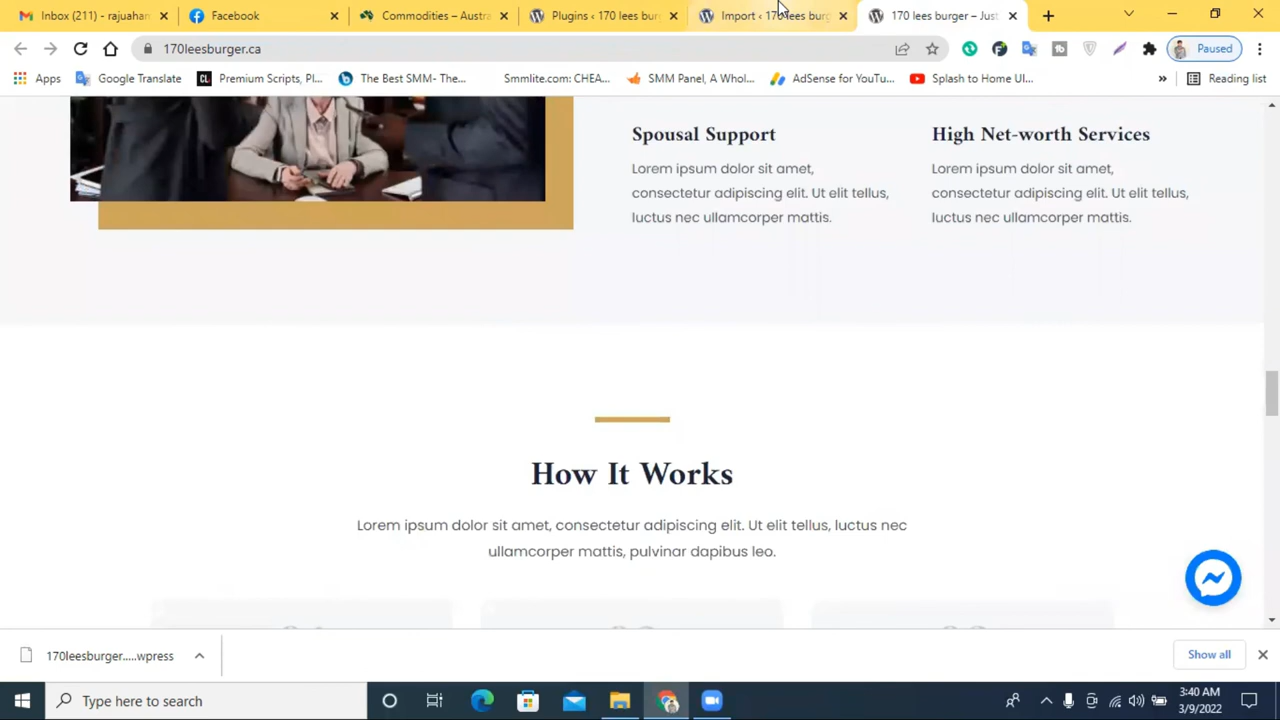 Inbox (211) - rajuahan
Facebook
Commodities – Austra
Plugins ‹ 170 lees bur
Import ‹ 170 lees burg
170 lees burger – Just
170leesburger.ca
Paused
Apps
Google Translate
CL
Premium Scripts, Pl...
The Best SMM- The...
Smmlite.com: CHEA...
SMM Panel, A Whol...
AdSense for YouTu...
Splash to Home UI...
»
Reading list
Spousal Support
Lorem ipsum dolor sit amet,
consectetur adipiscing elit. Ut elit tellus,
luctus nec ullamcorper mattis.
High Net-worth Services
Lorem ipsum dolor sit amet,
consectetur adipiscing elit. Ut elit tellus,
luctus nec ullamcorper mattis.
How It Works
Lorem ipsum dolor sit amet, consectetur adipiscing elit. Ut elit tellus, luctus nec
ullamcorper mattis, pulvinar dapibus leo.
170leesburger.....wpress
Show all
Type here to search
3:40 AM
3/9/2022